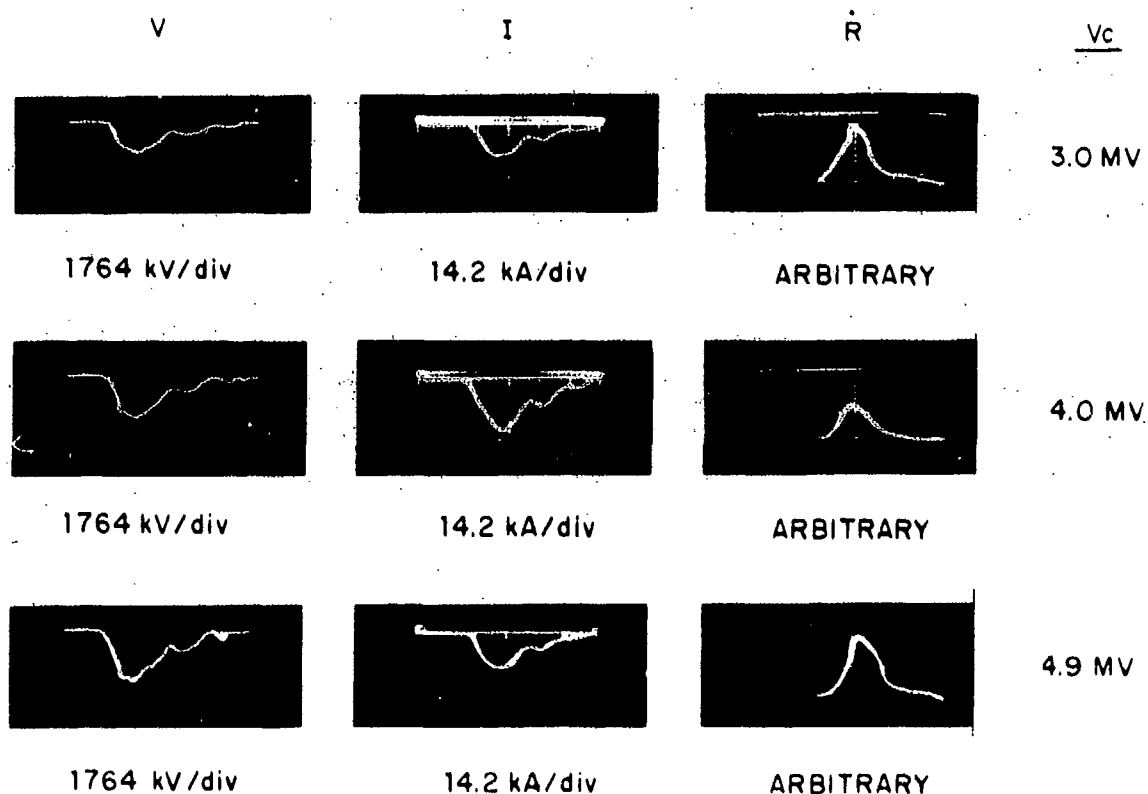 V I Ṙ Vc
3.0 MV
1764 kV/div 14.2 kA/div ARBITRARY
4.0 MV
1764 kV/div 14.2 kA/div ARBITRARY
4.9 MV
1764 kV/div 14.2 kA/div ARBITRARY